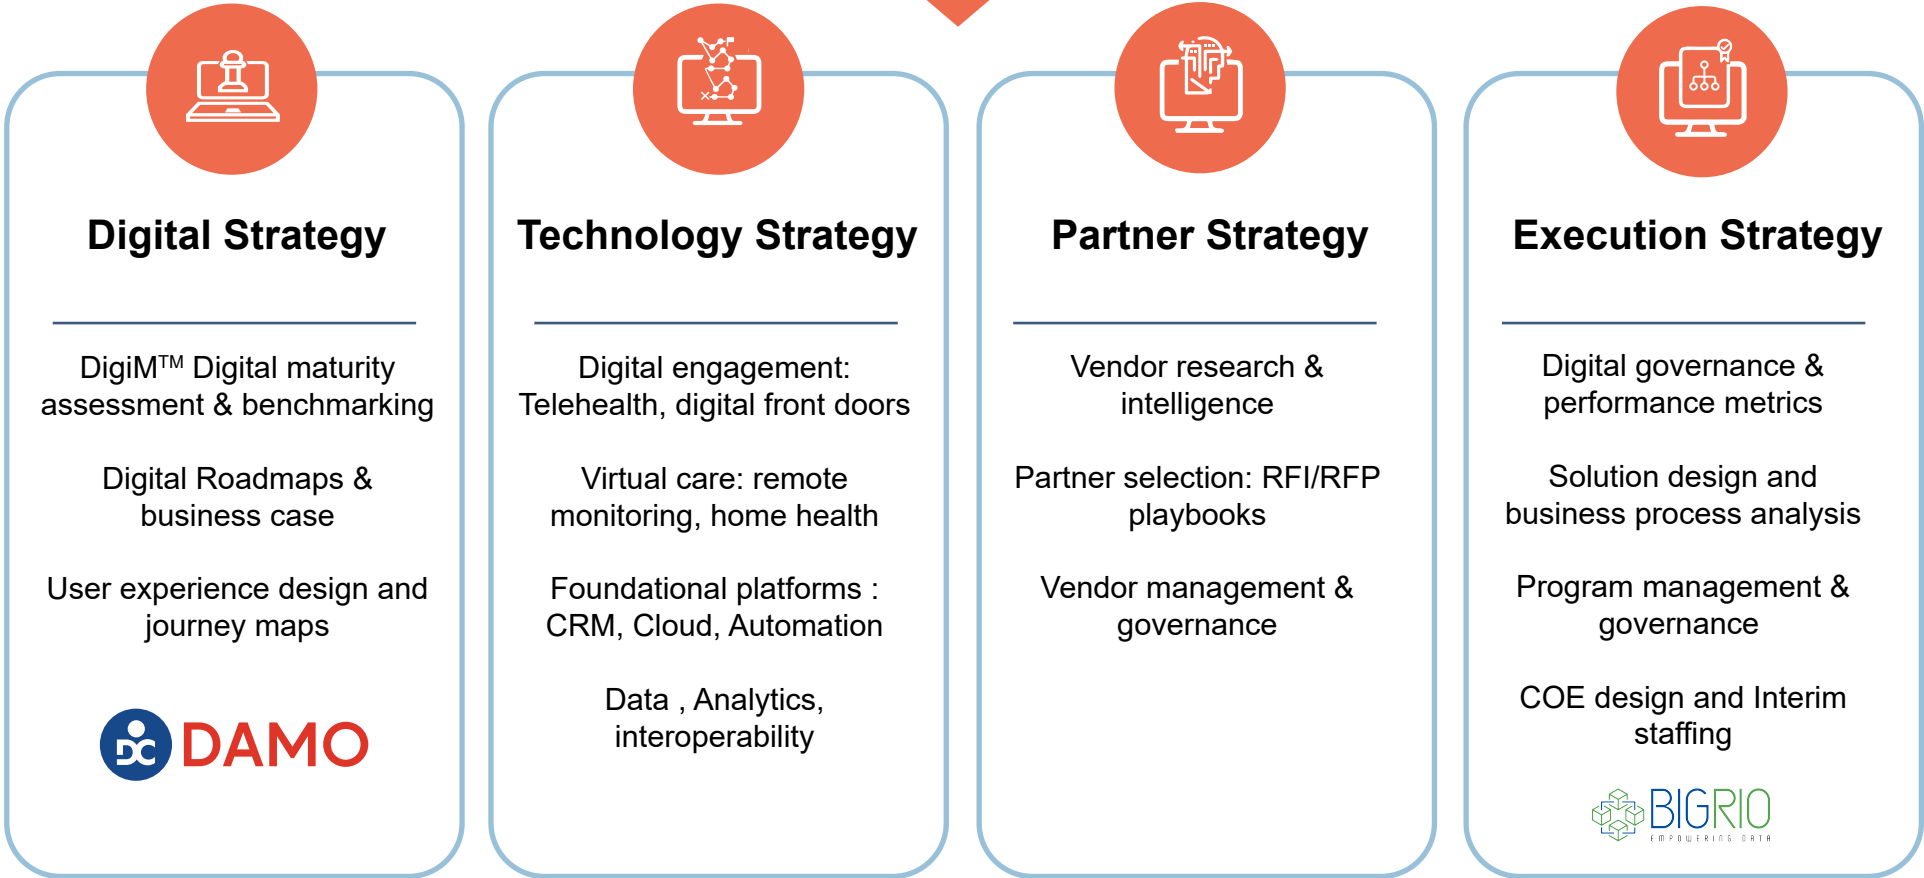 Digital Strategy
DigiM™ Digital maturity
assessment & benchmarking
Digital Roadmaps &
business case
User experience design and
journey maps
DC DAMO
Technology Strategy
Digital engagement:
Telehealth, digital front doors
Virtual care: remote
monitoring, home health
Foundational platforms :
CRM, Cloud, Automation
Data , Analytics,
interoperability
Partner Strategy
Vendor research &
intelligence
Partner selection: RFI/RFP
playbooks
Vendor management &
governance
Execution Strategy
Digital governance &
performance metrics
Solution design and
business process analysis
Program management &
governance
COE design and Interim
staffing
BIGRIO
EMPOWERING DATA